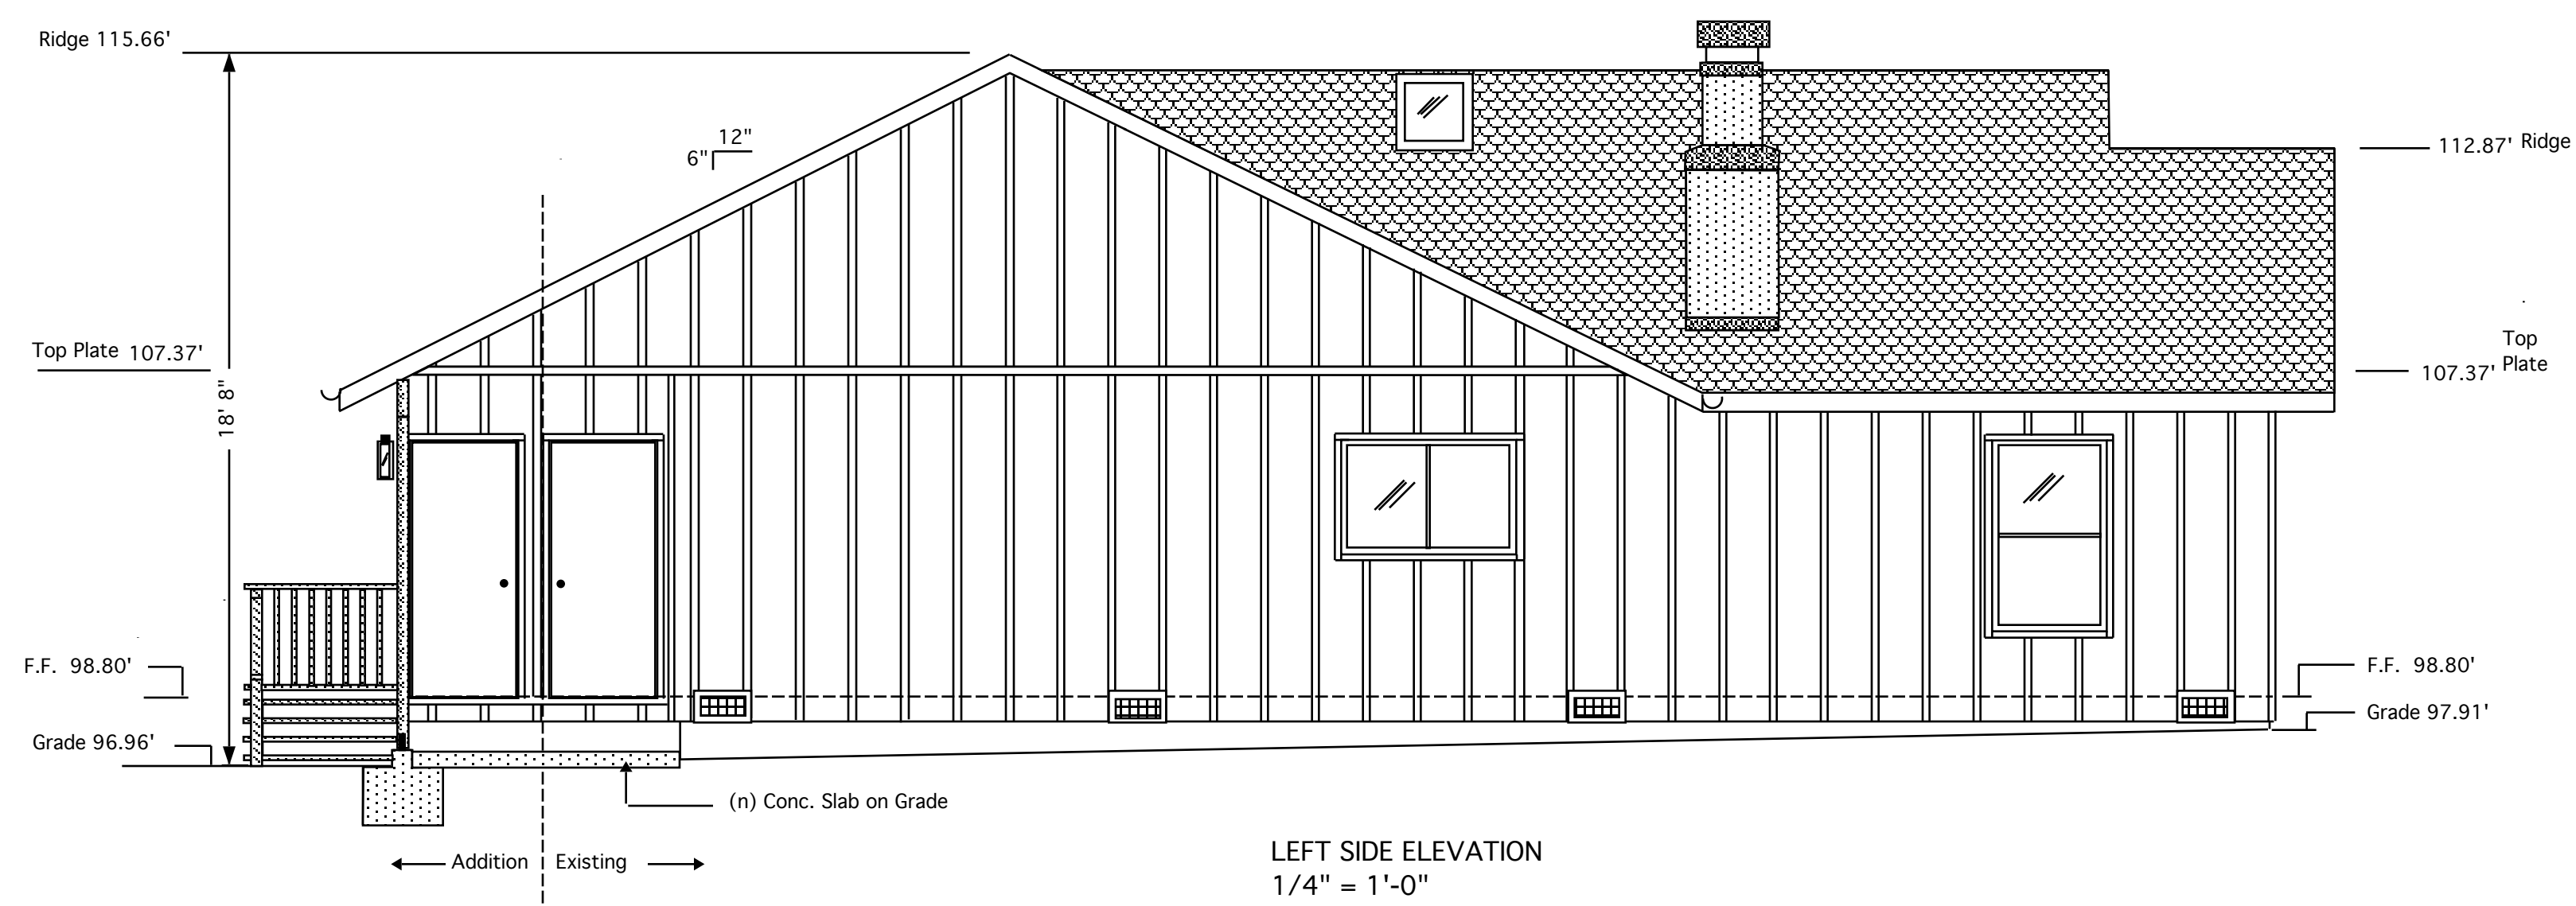 Ridge 115.66'
12"
6"
112.87' Ridge
Top Plate 107.37'
Top
Plate
107.37'
18' 8"
F.F. 98.80'
F.F. 98.80'
Grade 97.91'
Grade 96.96'
(n) Conc. Slab on Grade
Addition
Existing
LEFT SIDE ELEVATION
1/4" = 1'-0"